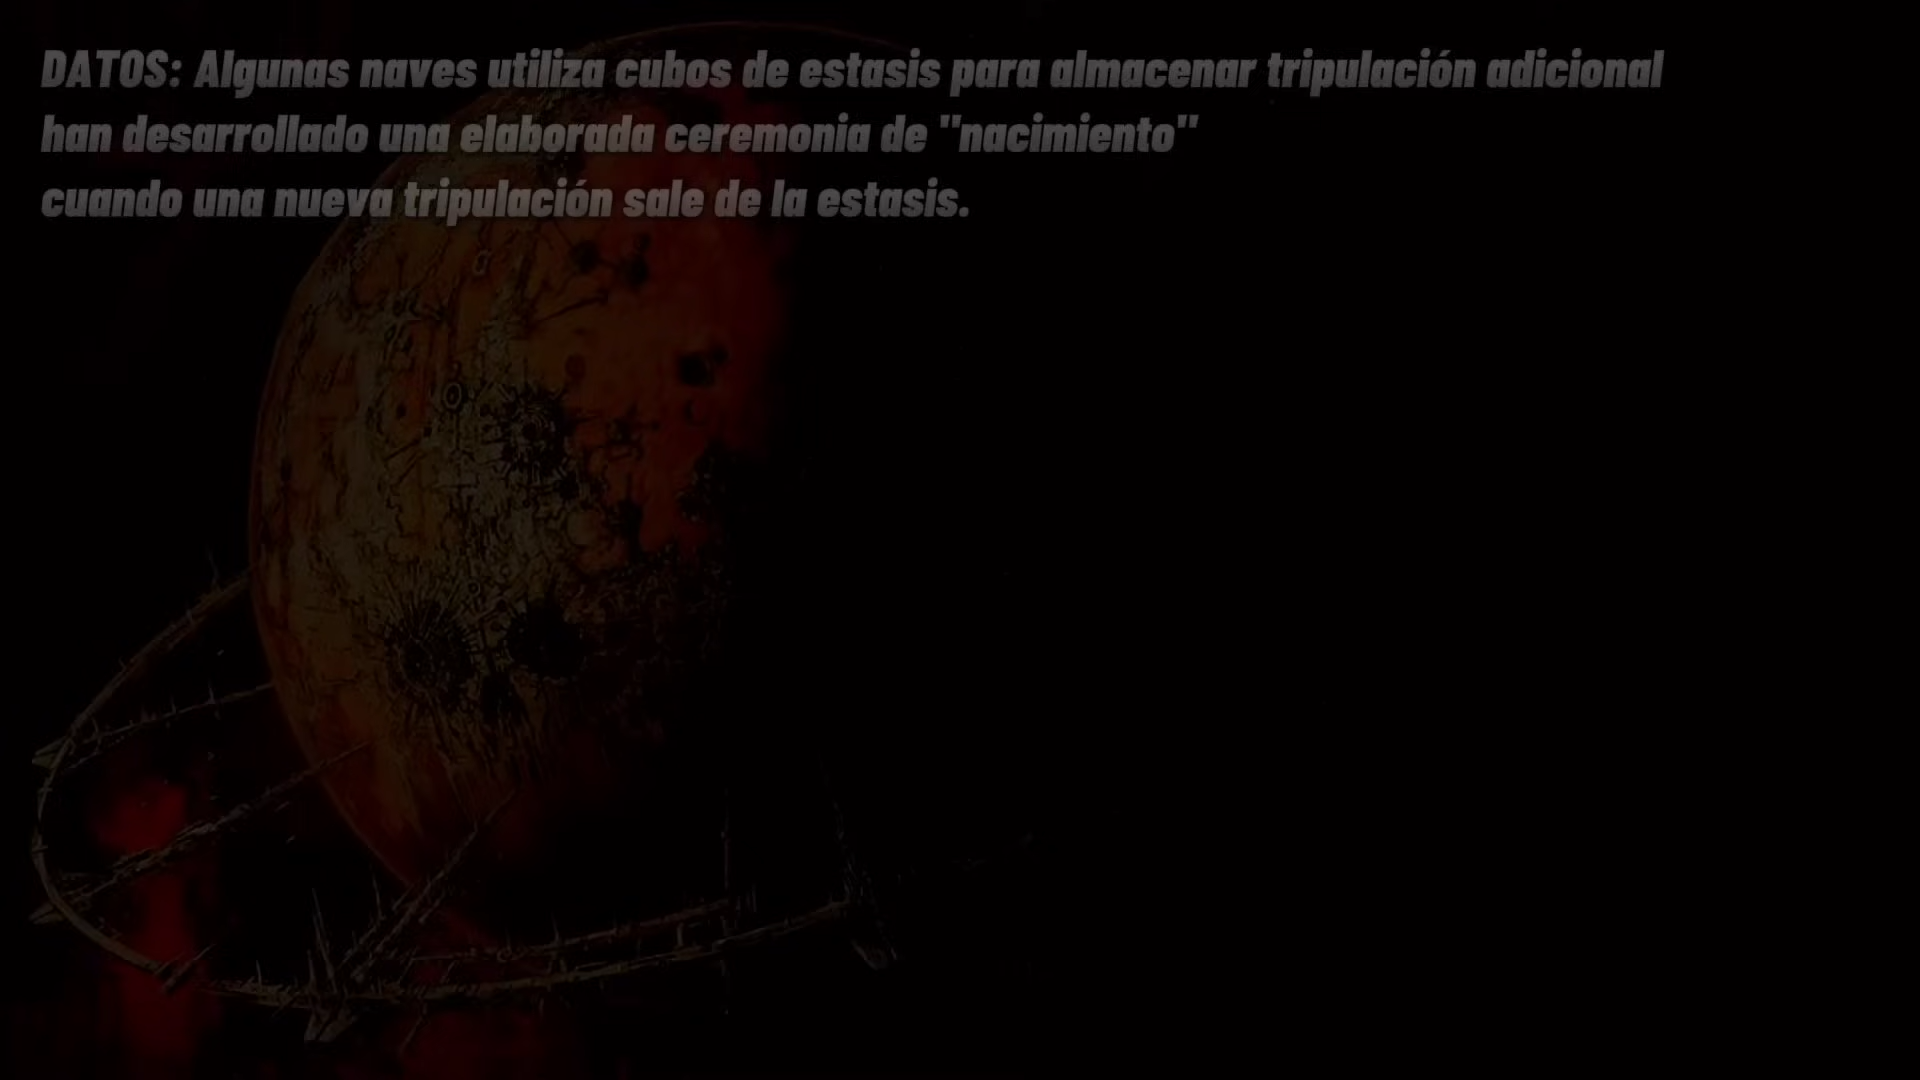 DATOS: Algunas naves utiliza cubos de estasis para almacenar tripulación adicional
han desarrollado una elaborada ceremonia de "nacimiento"
cuando una nueva tripulación sale de la estasis.